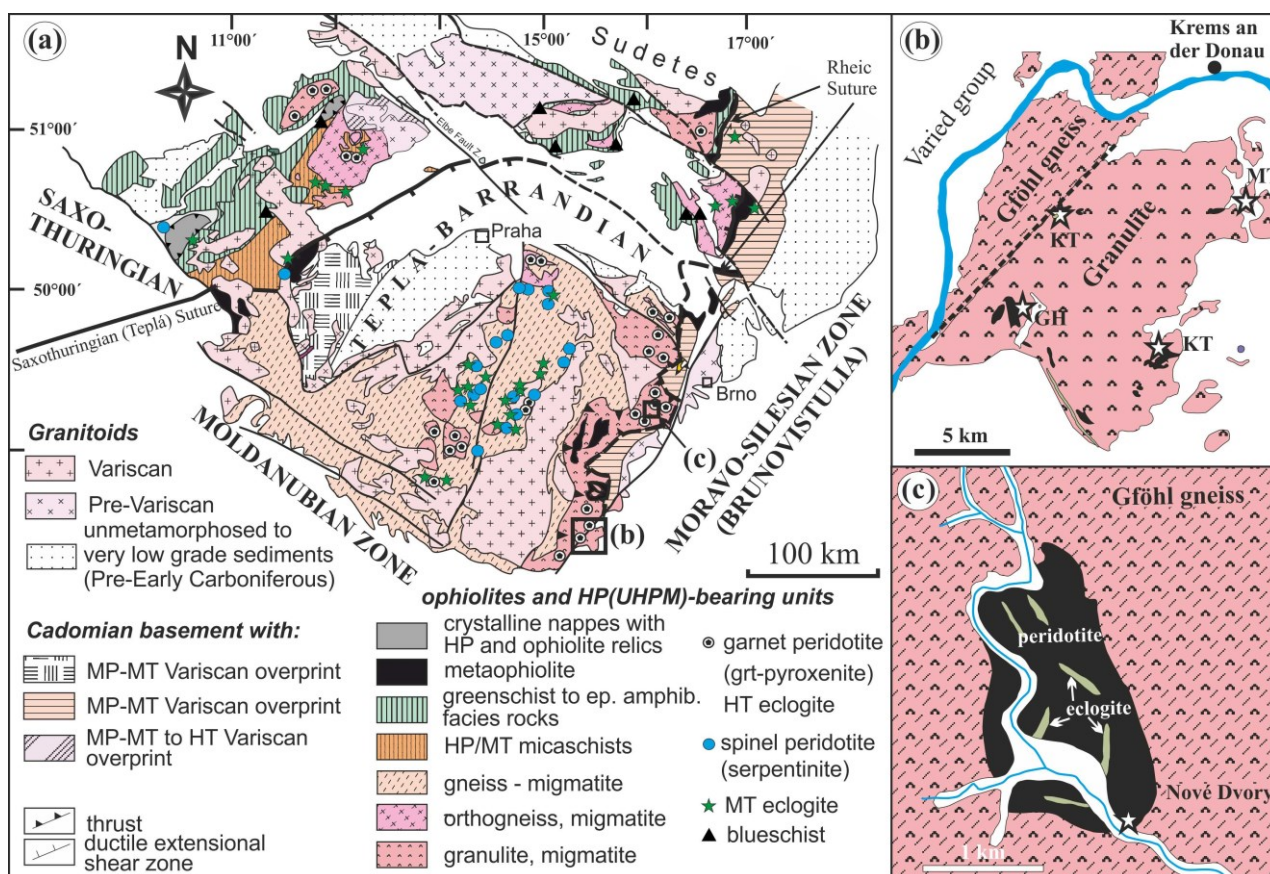 (a)
N
11°00´
15°00´
17°00´
51°00´
50°00´
Sudetes
Rheic
Suture
Elbe Fault Z.
SAXO-
THURINGIAN
TEPLA-BARRANDIAN
Praha
Saxothuringian (Teplá) Suture
MOLDANUBIAN ZONE
Brno
MORAVO-SILESIAN ZONE
(BRUNOVISTULIA)
(c)
(b)
100 km
Granitoids
Variscan
Pre-Variscan
unmetamorphosed to
very low grade sediments
(Pre-Early Carboniferous)
Cadomian basement with:
MP-MT Variscan overprint
MP-MT Variscan overprint
MP-MT to HT Variscan
overprint
thrust
ductile extensional
shear zone
ophiolites and HP(UHPM)-bearing units
crystalline nappes with
HP and ophiolite relics
metaophiolite
greenschist to ep. amphib.
facies rocks
HP/MT micaschists
gneiss - migmatite
orthogneiss, migmatite
granulite, migmatite
garnet peridotite
(grt-pyroxenite)
HT eclogite
spinel peridotite
(serpentinite)
MT eclogite
blueschist
(b)
Krems an
der Donau
Varied group
Gföhl gneiss
Granulite
MT
KT
GH
KT
5 km
(c)
Gföhl gneiss
peridotite
eclogite
Nové Dvory
1 km